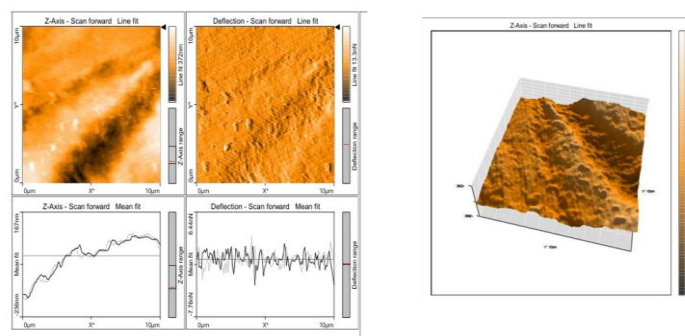 Z-Axis - Scan forward Line fit
10µm
Y*
0µm
0µm X* 10µm
Line fit 372nm
Z-Axis range
Deflection - Scan forward Line fit
10µm
Y*
0µm
0µm X* 10µm
Line fit 13.3nN
Deflection range
Z-Axis - Scan forward Mean fit
167nm
Mean fit
-236nm
0µm X* 10µm
Z-Axis range
Deflection - Scan forward Mean fit
6.44nN
Mean fit
-7.76nN
0µm X* 10µm
Deflection range
Z-Axis - Scan forward Line fit